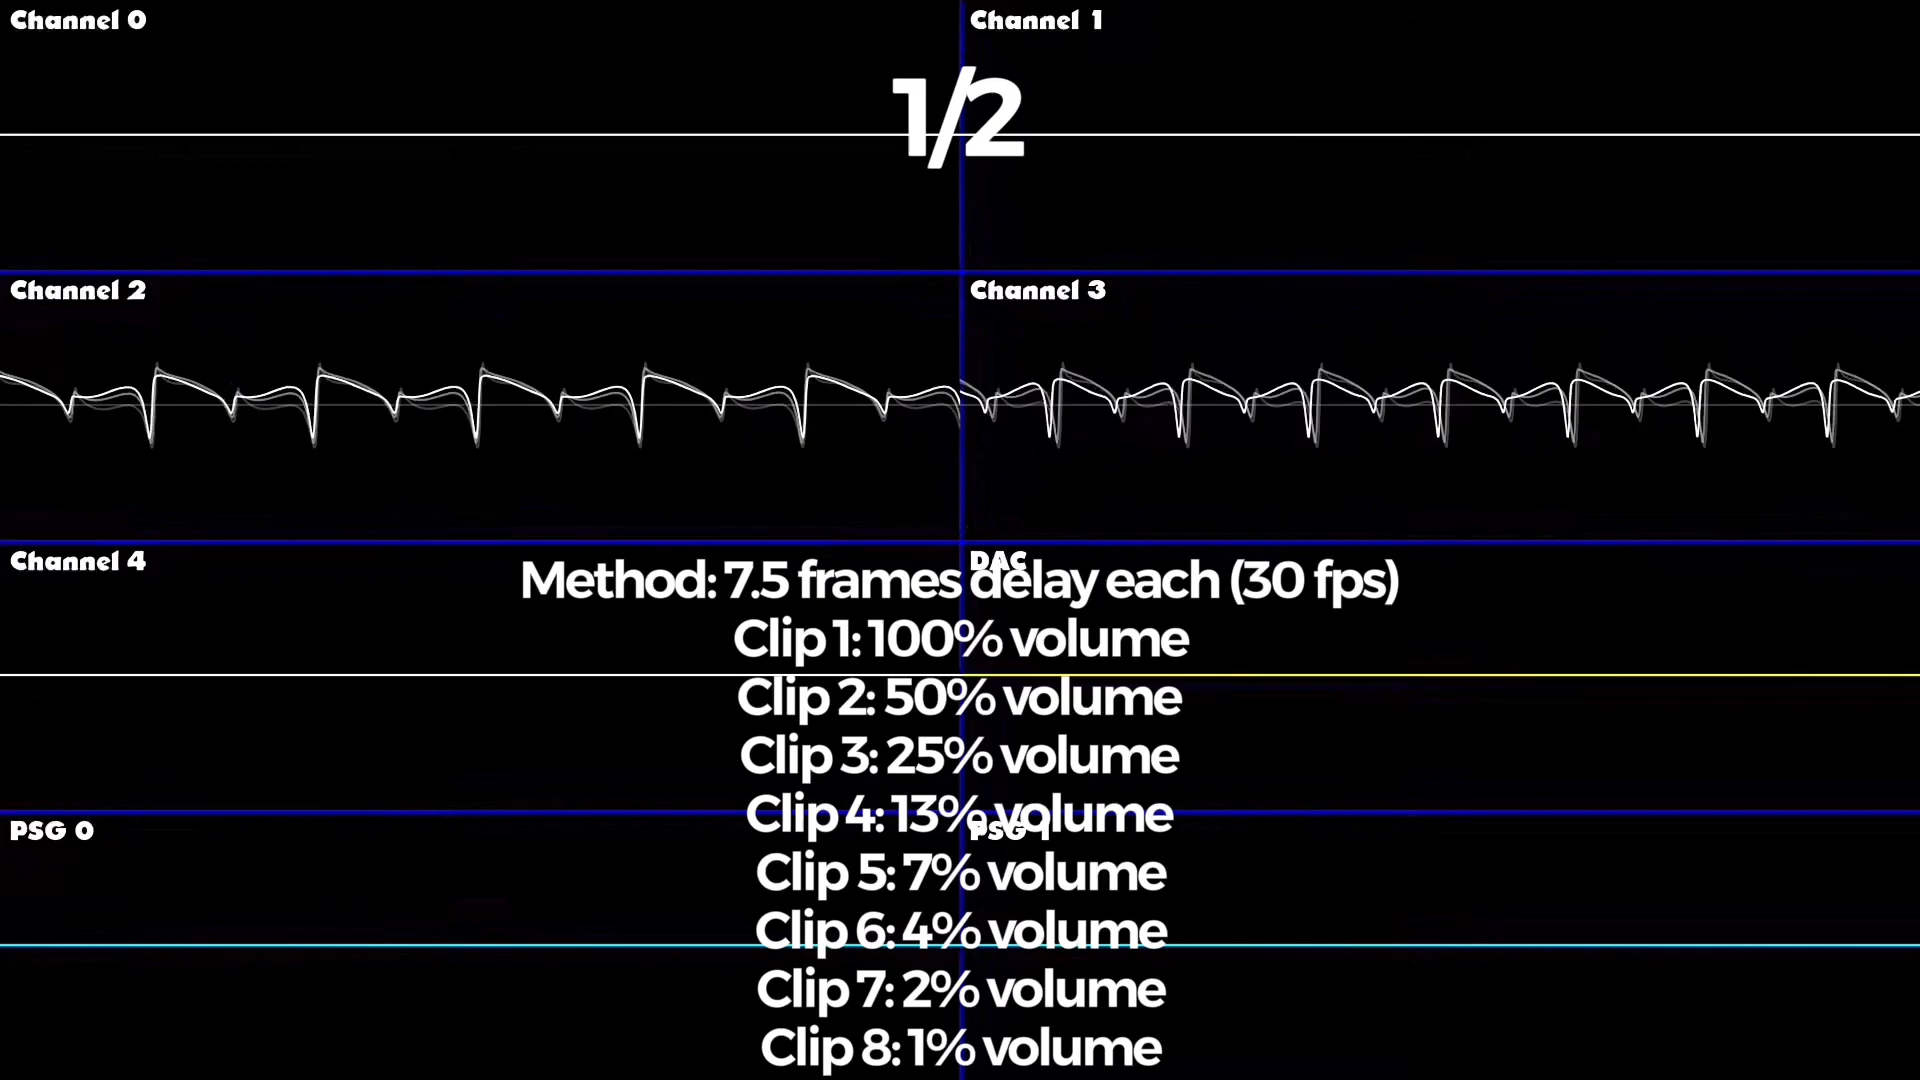 Channel 0
Channel 1
1/2
Channel 2
Channel 3
Channel 4
DAC
Method: 7.5 frames delay each (30 fps)
Clip 1: 100% volume
Clip 2: 50% volume
Clip 3: 25% volume
Clip 4: 13% volume
PSG 0
PSG 1
Clip 5: 7% volume
Clip 6: 4% volume
Clip 7: 2% volume
Clip 8: 1% volume